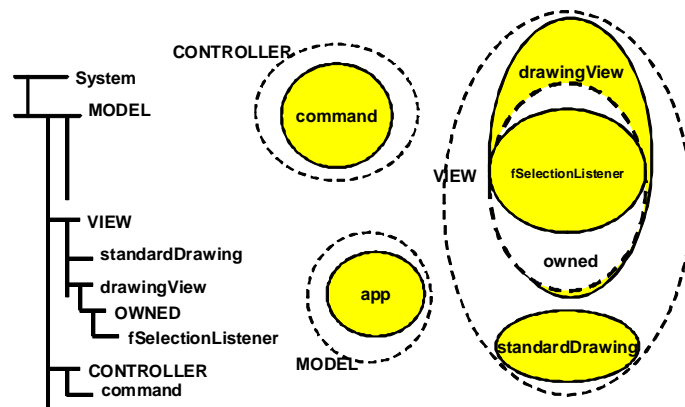 System
MODEL
VIEW
standardDrawing
drawingView
OWNED
fSelectionListener
CONTROLLER
command
CONTROLLER
command
app
MODEL
drawingView
VIEW
fSelectionListener
owned
standardDrawing